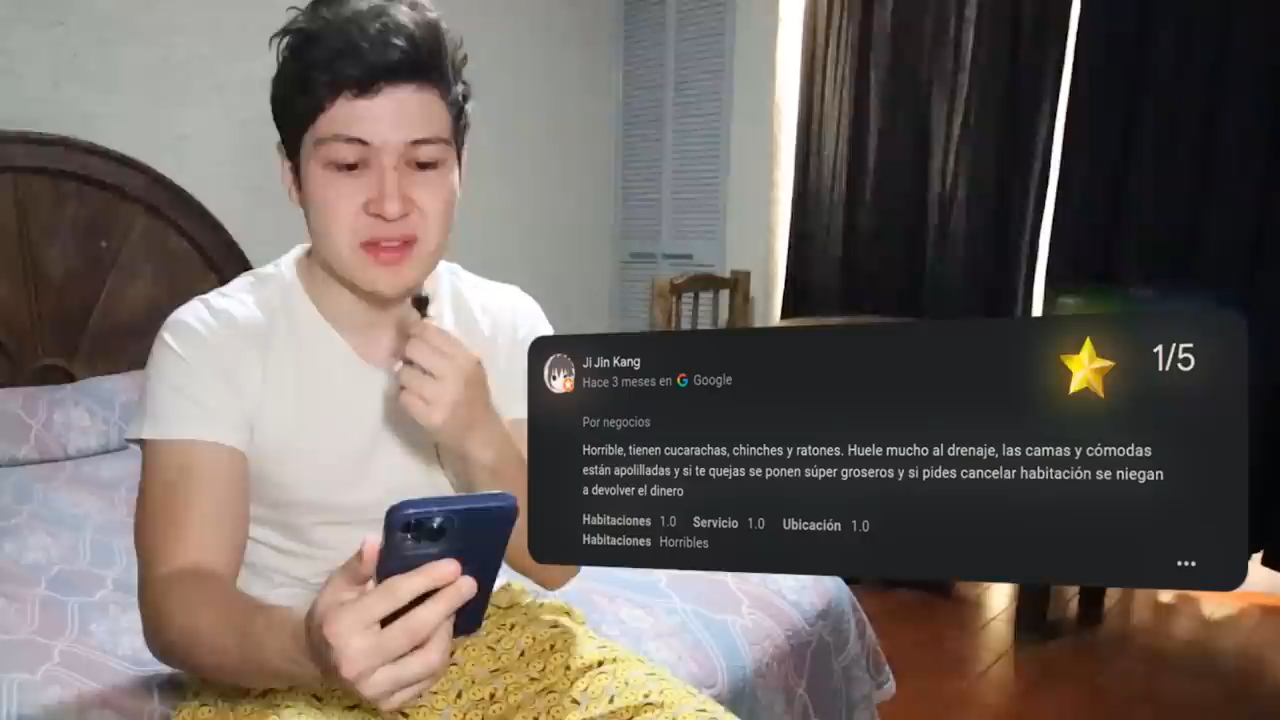 Ji Jin Kang
1/5
Hace 3 meses en Google
Por negocios
Horrible, tienen cucarachas, chinches y ratones. Huele mucho al drenaje, las camas y cómodas
están apolilladas y si te quejas se ponen súper groseros y si pides cancelar habitación se niegan
a devolver el dinero
Habitaciones 1.0 Servicio 1.0 Ubicación 1.0
Habitaciones Horribles